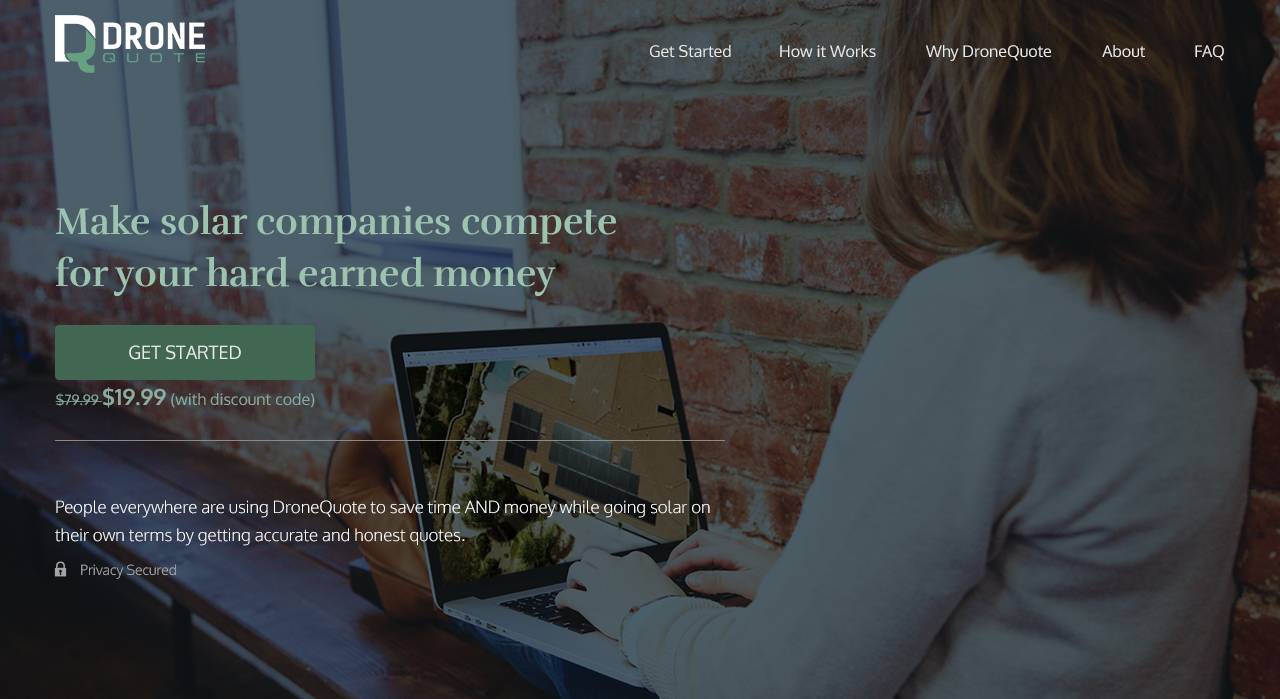 DRONE
QUOTE
Get Started
How it Works
Why DroneQuote
About
FAQ
Make solar companies compete
for your hard earned money
GET STARTED
$79.99 $19.99 (with discount code)
People everywhere are using DroneQuote to save time AND money while going solar on
their own terms by getting accurate and honest quotes.
Privacy Secured